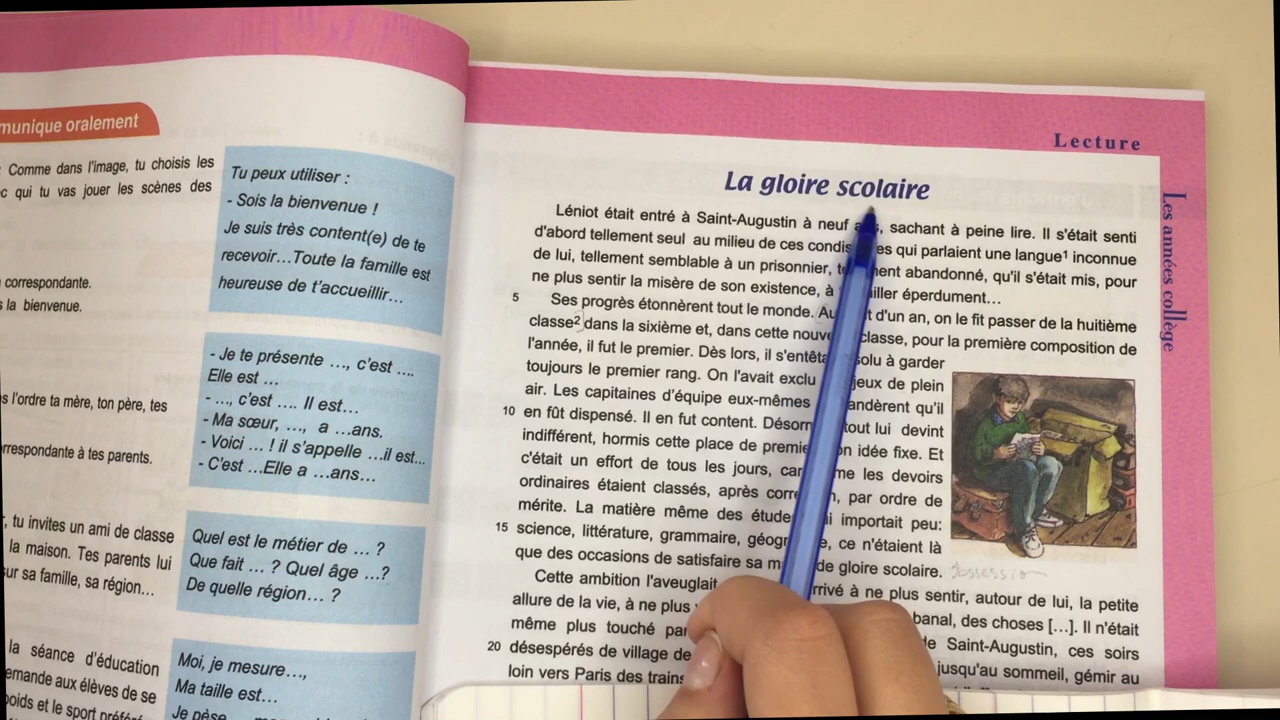 munique oralement
Comme dans l'image, tu choisis les
c qui tu vas jouer les scènes des
correspondante.
la bienvenue.
l'ordre ta mère, ton père, tes
rrespondante à tes parents.
, tu invites un ami de classe
la maison. Tes parents lui
sur sa famille, sa région…
la séance d'éducation
emande aux élèves de se
poids et le sport
Tu peux utiliser :
- Sois la bienvenue !
Je suis très content(e) de te
recevoir…Toute la famille est
heureuse de t'accueillir…
- Je te présente …, c'est ….
Elle est …
- …, c'est …. Il est…
- Ma sœur, …, a …ans.
- Voici … ! il s'appelle …il est…
- C'est …Elle a …ans…
Quel est le métier de … ?
Que fait … ? Quel âge …?
De quelle région… ?
Moi, je mesure…,
Ma taille est…
Je pèse
Lecture
Les années collège
La gloire scolaire
Léniot était entré à Saint-Augustin à neuf sachant à peine lire. Il s'était senti
d'abord tellement seul au milieu de ces es qui parlaient une langue¹ inconnue
de lui, tellement semblable à un prisonnier, abandonné, qu'il s'était mis, pour
ne plus sentir la misère de son existence, à iller éperdument…
5 Ses progrès étonnèrent tout le monde. d'un an, on le fit passer de la huitième
classe² dans la sixième et, dans cette classe, pour la première composition de
l'année, il fut le premier. Dès lors, il à garder
toujours le premier rang. On l'avait exclu jeux de plein
air. Les capitaines d'équipe eux-mêmes andèrent qu'il
10 en fût dispensé. Il en fut content. tout lui devint
indifférent, hormis cette place de idée fixe. Et
c'était un effort de tous les jours, car les devoirs
ordinaires étaient classés, après par ordre de
mérite. La matière même des importait peu:
15 science, littérature, grammaire, ce n'étaient là
que des occasions de satisfaire sa de gloire scolaire. obsession
Cette ambition l'aveuglait rrivé à ne plus sentir, autour de lui, la petite
allure de la vie, à ne plus banal, des choses […]. Il n'était
même plus touché par Saint-Augustin, ces soirs
20 désespérés de village de jusqu'au sommeil, gémir au
loin vers Paris des trains